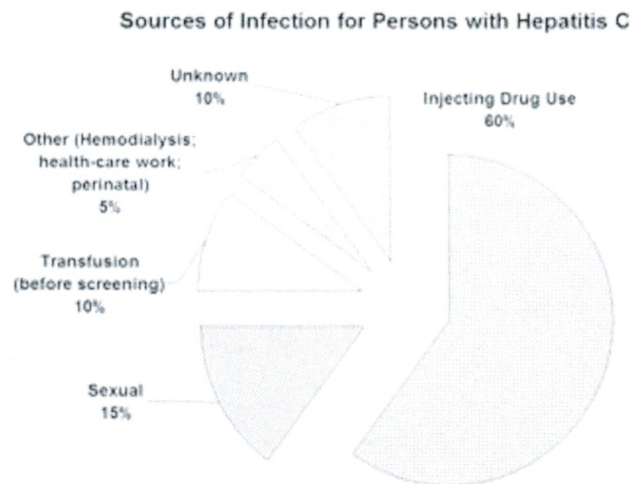 Sources of Infection for Persons with Hepatitis C
Unknown
10%
Injecting Drug Use
60%
Other (Hemodialysis;
health-care work;
perinatal)
5%
Transfusion
(before screening)
10%
Sexual
15%